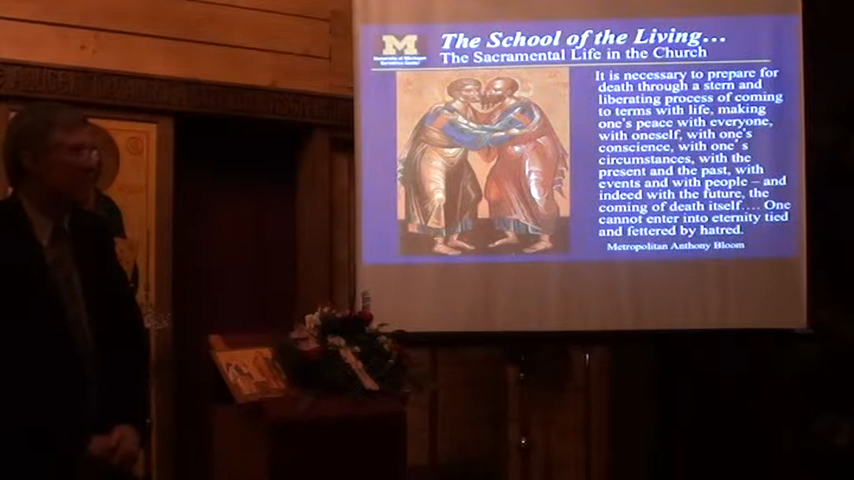 M
The School of the Living…
The Sacramental Life in the Church
It is necessary to prepare for
death through a stern and
liberating process of coming
to terms with life, making
one's peace with everyone,
with oneself, with one's
conscience, with one's
circumstances, with the
present and the past, with
events and with people – and
indeed with the future, the
coming of death itself…. One
cannot enter into eternity tied
and fettered by hatred.
Metropolitan Anthony Bloom